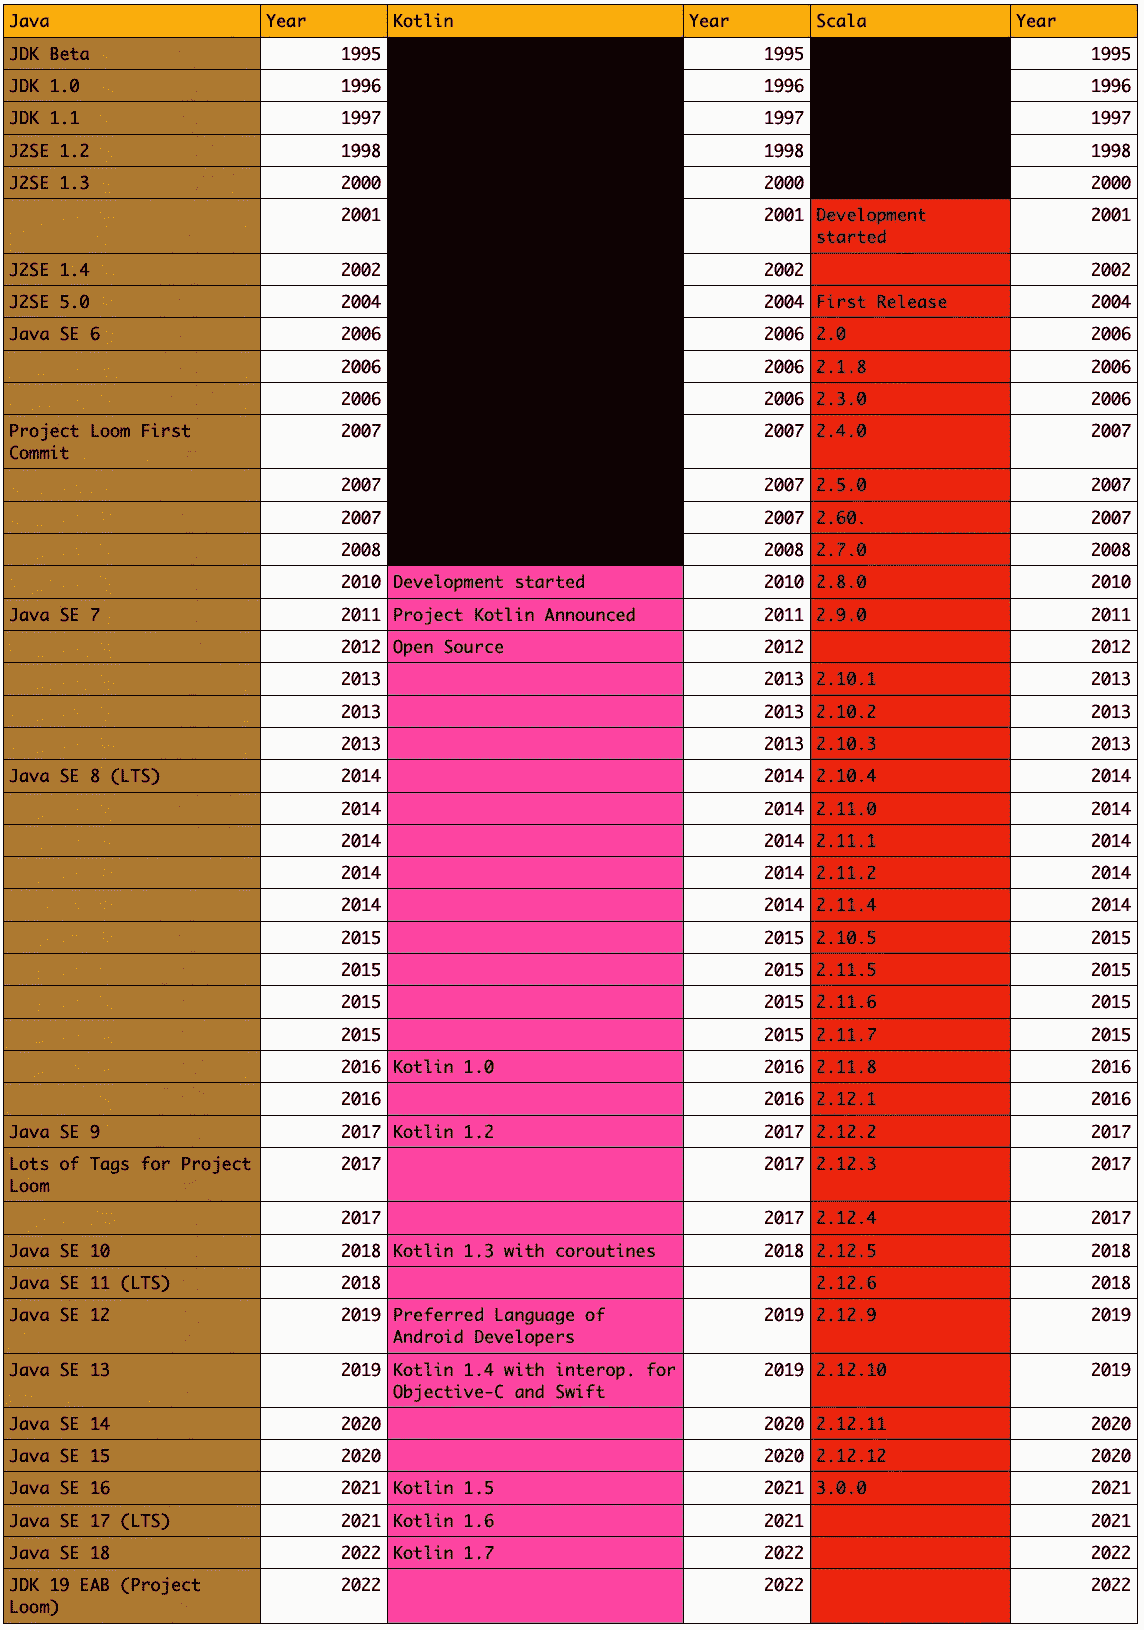 Java Year Kotlin Year Scala Year
JDK Beta 1995 1995 1995
JDK 1.0 1996 1996 1996
JDK 1.1 1997 1997 1997
J2SE 1.2 1998 1998 1998
J2SE 1.3 2000 2000 2000
2001 2001 Development 2001
started
J2SE 1.4 2002 2002 2002
J2SE 5.0 2004 2004 First Release 2004
Java SE 6 2006 2006 2.0 2006
2006 2006 2.1.8 2006
2006 2006 2.3.0 2006
Project Loom First 2007 2007 2.4.0 2007
Commit
2007 2007 2.5.0 2007
2007 2007 2.60. 2007
2008 2008 2.7.0 2008
2010 Development started 2010 2.8.0 2010
Java SE 7 2011 Project Kotlin Announced 2011 2.9.0 2011
2012 Open Source 2012 2012
2013 2013 2.10.1 2013
2013 2013 2.10.2 2013
2013 2013 2.10.3 2013
Java SE 8 (LTS) 2014 2014 2.10.4 2014
2014 2014 2.11.0 2014
2014 2014 2.11.1 2014
2014 2014 2.11.2 2014
2014 2014 2.11.4 2014
2015 2015 2.10.5 2015
2015 2015 2.11.5 2015
2015 2015 2.11.6 2015
2015 2015 2.11.7 2015
2016 Kotlin 1.0 2016 2.11.8 2016
2016 2016 2.12.1 2016
Java SE 9 2017 Kotlin 1.2 2017 2.12.2 2017
Lots of Tags for Project 2017 2017 2.12.3 2017
Loom
2017 2017 2.12.4 2017
Java SE 10 2018 Kotlin 1.3 with coroutines 2018 2.12.5 2018
Java SE 11 (LTS) 2018 2.12.6 2018
Java SE 12 2019 Preferred Language of 2019 2.12.9 2019
Android Developers
Java SE 13 2019 Kotlin 1.4 with interop. for 2019 2.12.10 2019
Objective-C and Swift
Java SE 14 2020 2020 2.12.11 2020
Java SE 15 2020 2020 2.12.12 2020
Java SE 16 2021 Kotlin 1.5 2021 3.0.0 2021
Java SE 17 (LTS) 2021 Kotlin 1.6 2021 2021
Java SE 18 2022 Kotlin 1.7 2022 2022
JDK 19 EAB (Project 2022 2022 2022
Loom)